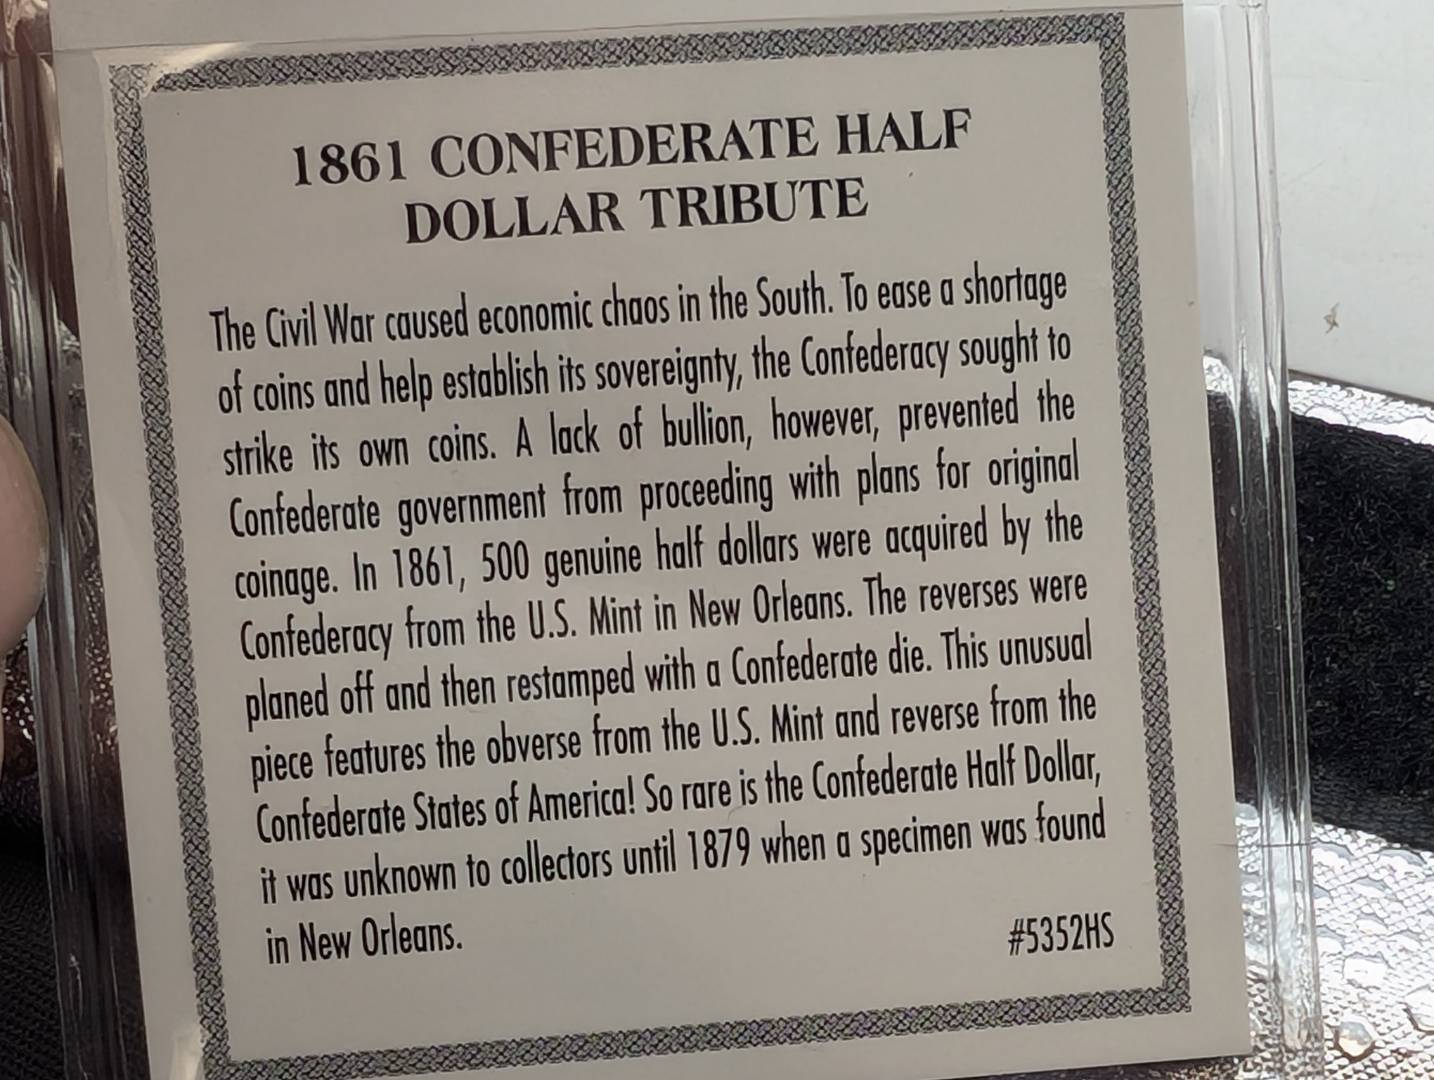 1861 CONFEDERATE HALF
DOLLAR TRIBUTE
The Civil War caused economic chaos in the South. To ease a shortage
of coins and help establish its sovereignty, the Confederacy sought to
strike its own coins. A lack of bullion, however, prevented the
Confederate government from proceeding with plans for original
coinage. In 1861, 500 genuine half dollars were acquired by the
Confederacy from the U.S. Mint in New Orleans. The reverses were
planed off and then restamped with a Confederate die. This unusual
piece features the obverse from the U.S. Mint and reverse from the
Confederate States of America! So rare is the Confederate Half Dollar,
it was unknown to collectors until 1879 when a specimen was found
in New Orleans.
#5352HS